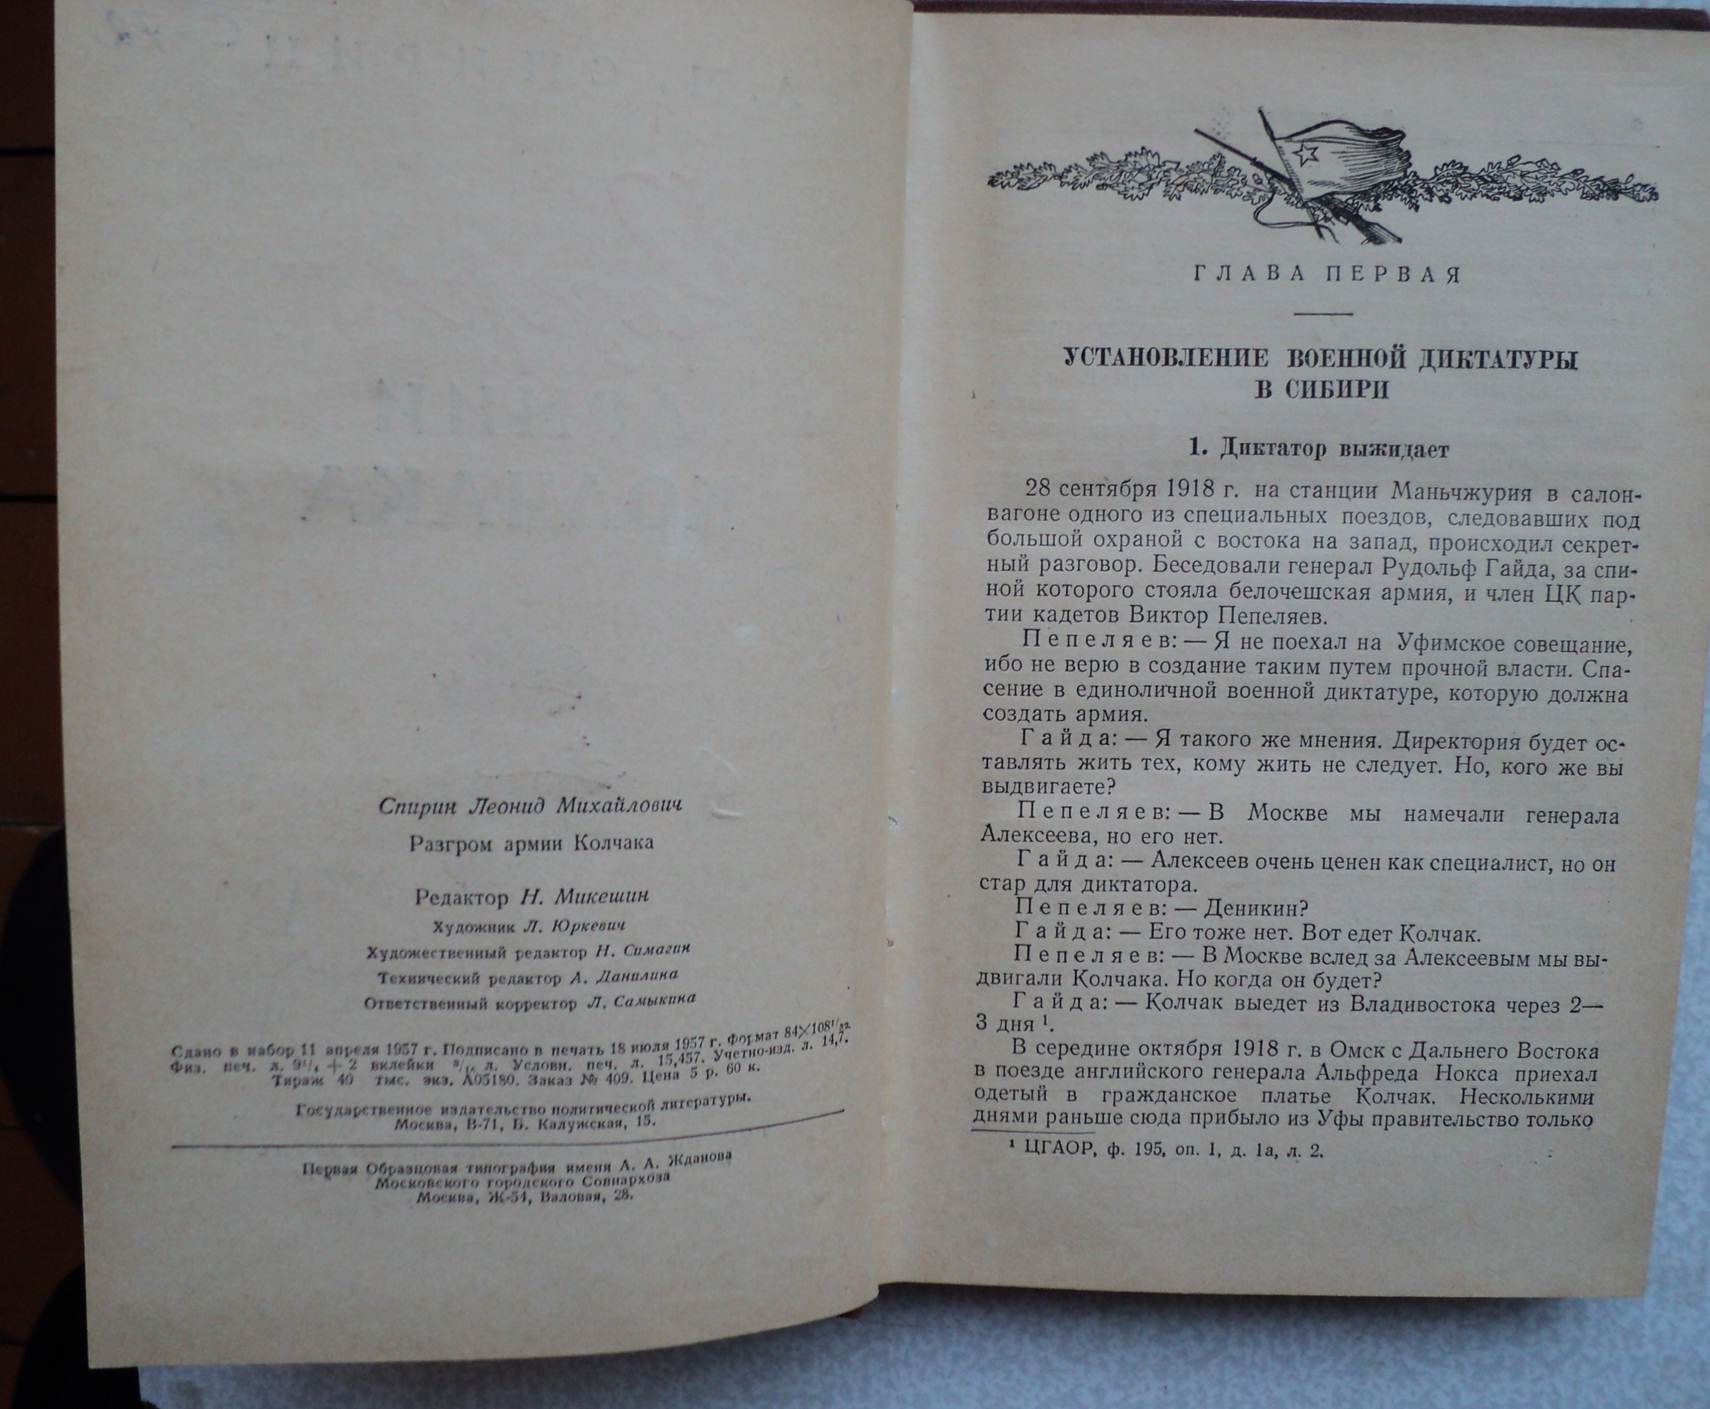 Спирин Леонид Михайлович
Разгром армии Колчака
Редактор Н. Микешин
Художник Л. Юркевич
Художественный редактор Н. Симагин
Технический редактор А. Данилина
Ответственный корректор Л. Самыкина
Сдано в набор 11 апреля 1957 г. Подписано в печать 18 июля 1957 г. Формат 84×108¹/₃₂.
Физ. печ. л. 9¹/₄ + 2 вклейки л. Условн. печ. л. 15,457. Учетно-изд. л. 14,7.
Тираж 40 тыс. экз. А05180. Заказ № 409. Цена 5 р. 60 к.
Государственное издательство политической литературы.
Москва, В-71, Б. Калужская, 15.
Первая Образцовая типография имени А. А. Жданова
Московского городского Совнархоза
Москва, Ж-54, Валовая, 28.
ГЛАВА ПЕРВАЯ
УСТАНОВЛЕНИЕ ВОЕННОЙ ДИКТАТУРЫ
В СИБИРИ
1. Диктатор выжидает
28 сентября 1918 г. на станции Маньчжурия в салон-
вагоне одного из специальных поездов, следовавших под
большой охраной с востока на запад, происходил секрет-
ный разговор. Беседовали генерал Рудольф Гайда, за спи-
ной которого стояла белочешская армия, и член ЦК пар-
тии кадетов Виктор Пепеляев.
Пепеляев: — Я не поехал на Уфимское совещание,
ибо не верю в создание таким путем прочной власти. Спа-
сение в единоличной военной диктатуре, которую должна
создать армия.
Гайда: — Я такого же мнения. Директория будет ос-
тавлять жить тех, кому жить не следует. Но, кого же вы
выдвигаете?
Пепеляев: — В Москве мы намечали генерала
Алексеева, но его нет.
Гайда: — Алексеев очень ценен как специалист, но он
стар для диктатора.
Пепеляев: — Деникин?
Гайда: — Его тоже нет. Вот едет Колчак.
Пепеляев: — В Москве вслед за Алексеевым мы вы-
двигали Колчака. Но когда он будет?
Гайда: — Колчак выедет из Владивостока через 2—
3 дня ¹.
В середине октября 1918 г. в Омск с Дальнего Востока
в поезде английского генерала Альфреда Нокса приехал
одетый в гражданское платье Колчак. Несколькими
днями раньше сюда прибыло из Уфы правительство только
¹ ЦГАОР, ф. 195, оп. 1, д. 1а, л. 2.